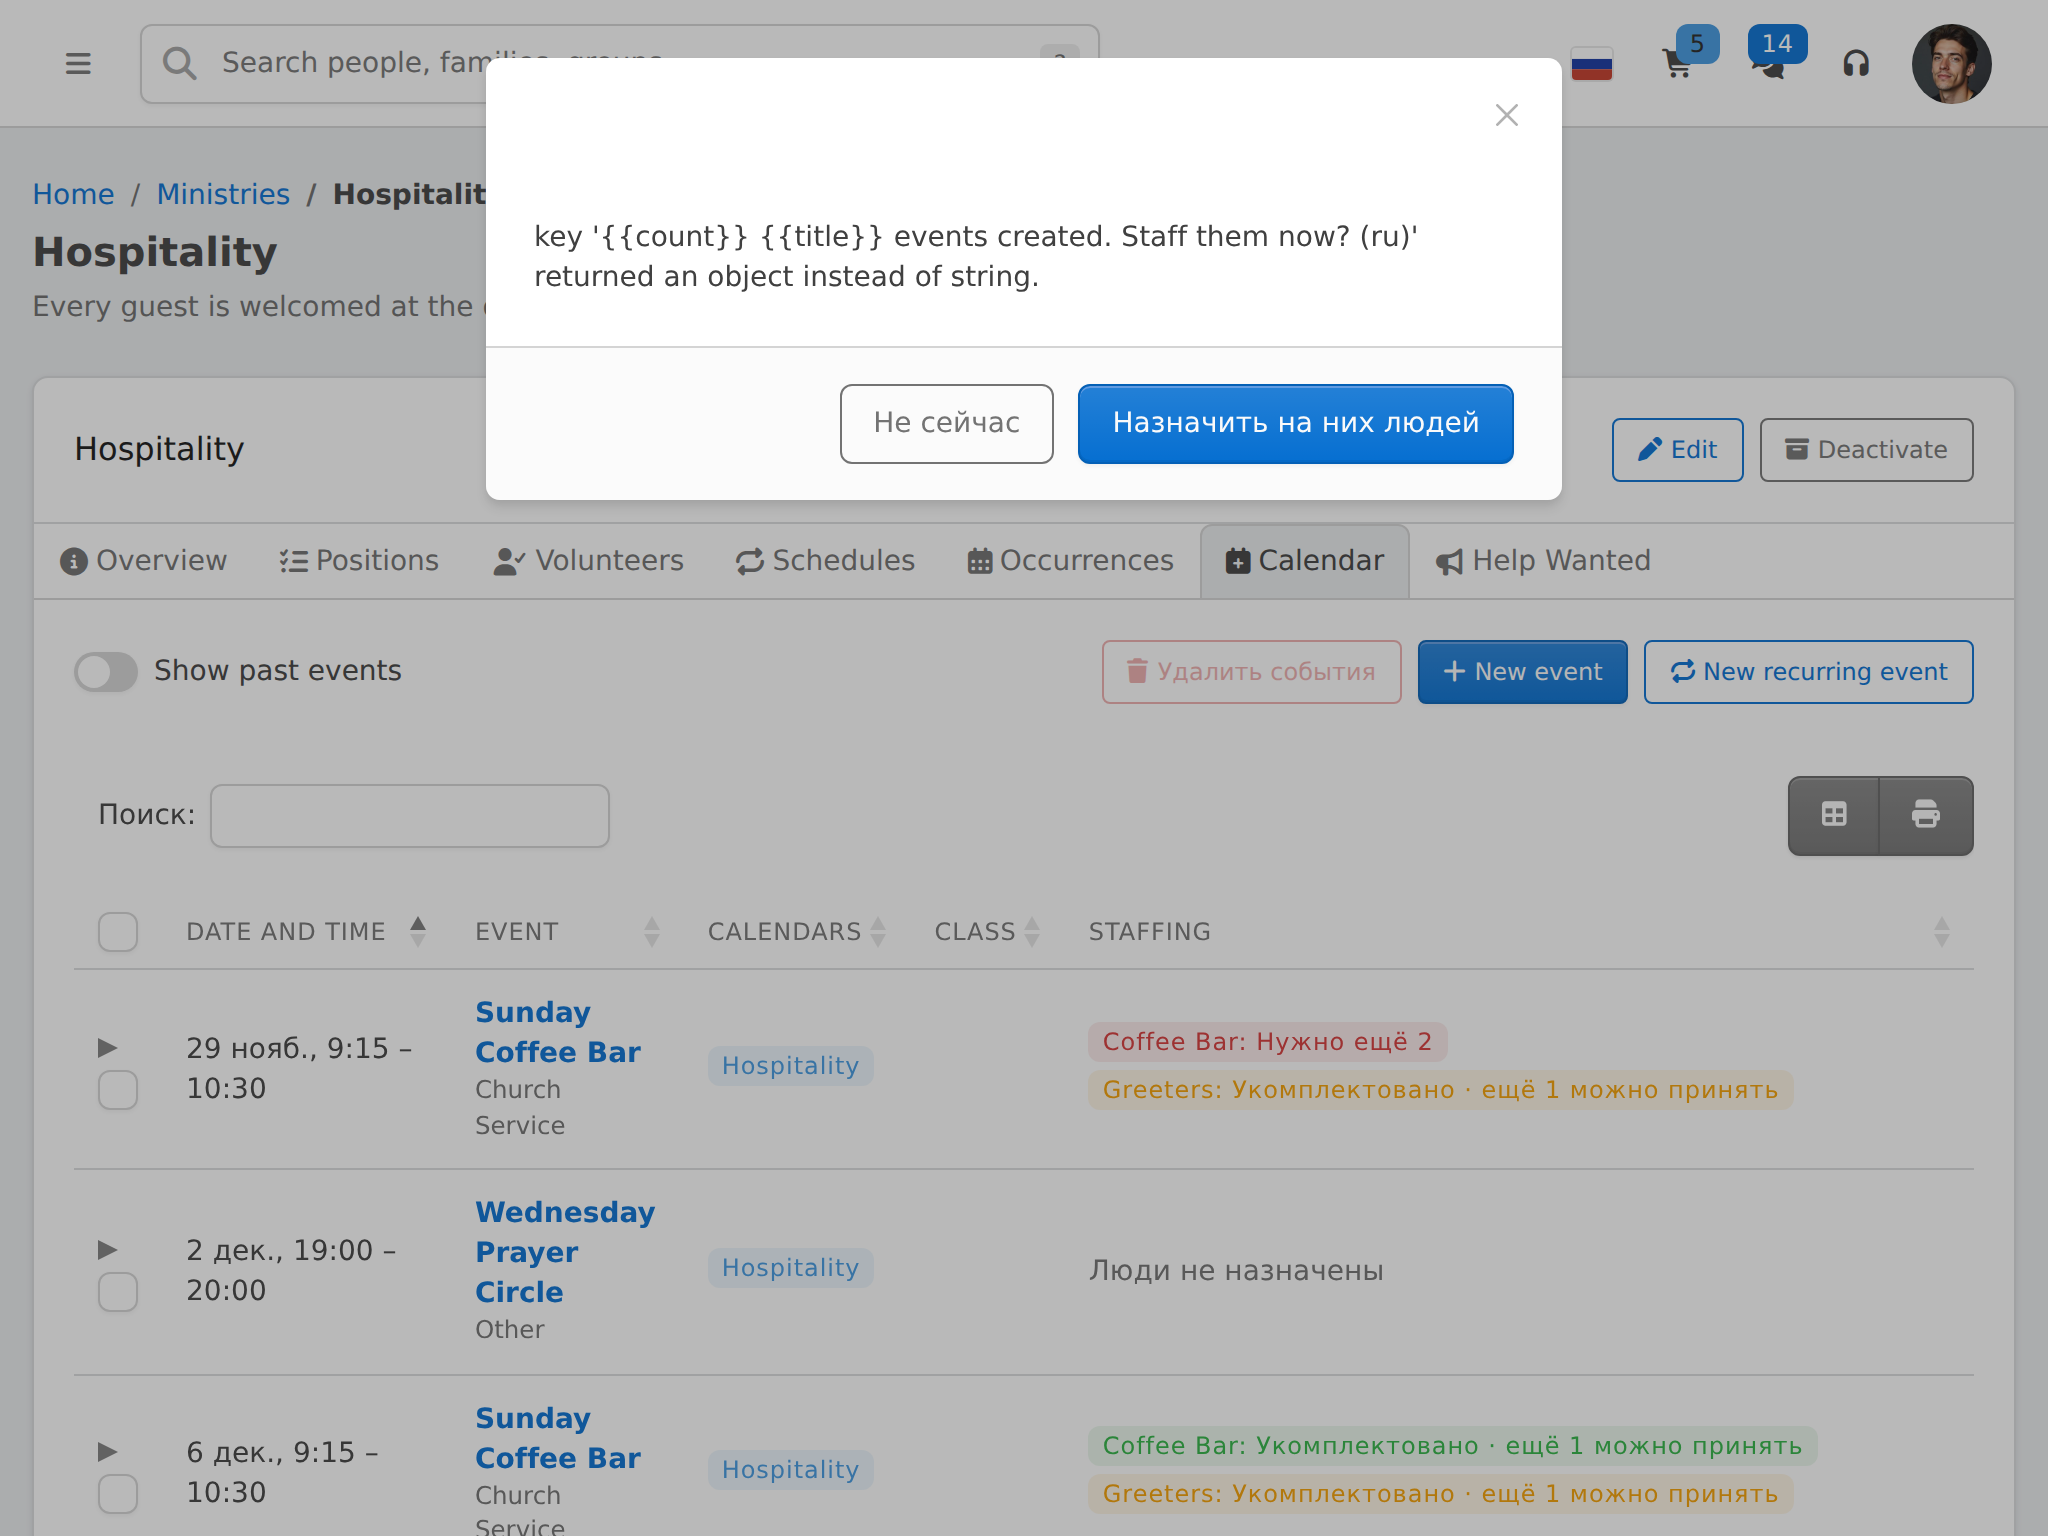 Search people, families, groups
5
14
key '{{count}} {{title}} events created. Staff them now? (ru)'
returned an object instead of string.
Не сейчас
Назначить на них людей
Home / Ministries / Hospitalit
Hospitality
Every guest is welcomed at the
Hospitality
Edit
Deactivate
Overview
Positions
Volunteers
Schedules
Occurrences
Calendar
Help Wanted
Show past events
Удалить события
New event
New recurring event
Поиск:
DATE AND TIME
EVENT
CALENDARS
CLASS
STAFFING
29 нояб., 9:15 –
10:30
Sunday
Coffee Bar
Church
Service
Hospitality
Coffee Bar: Нужно ещё 2
Greeters: Укомплектовано · ещё 1 можно принять
2 дек., 19:00 –
20:00
Wednesday
Prayer
Circle
Other
Hospitality
Люди не назначены
6 дек., 9:15 –
10:30
Sunday
Coffee Bar
Church
Service
Hospitality
Coffee Bar: Укомплектовано · ещё 1 можно принять
Greeters: Укомплектовано · ещё 1 можно принять